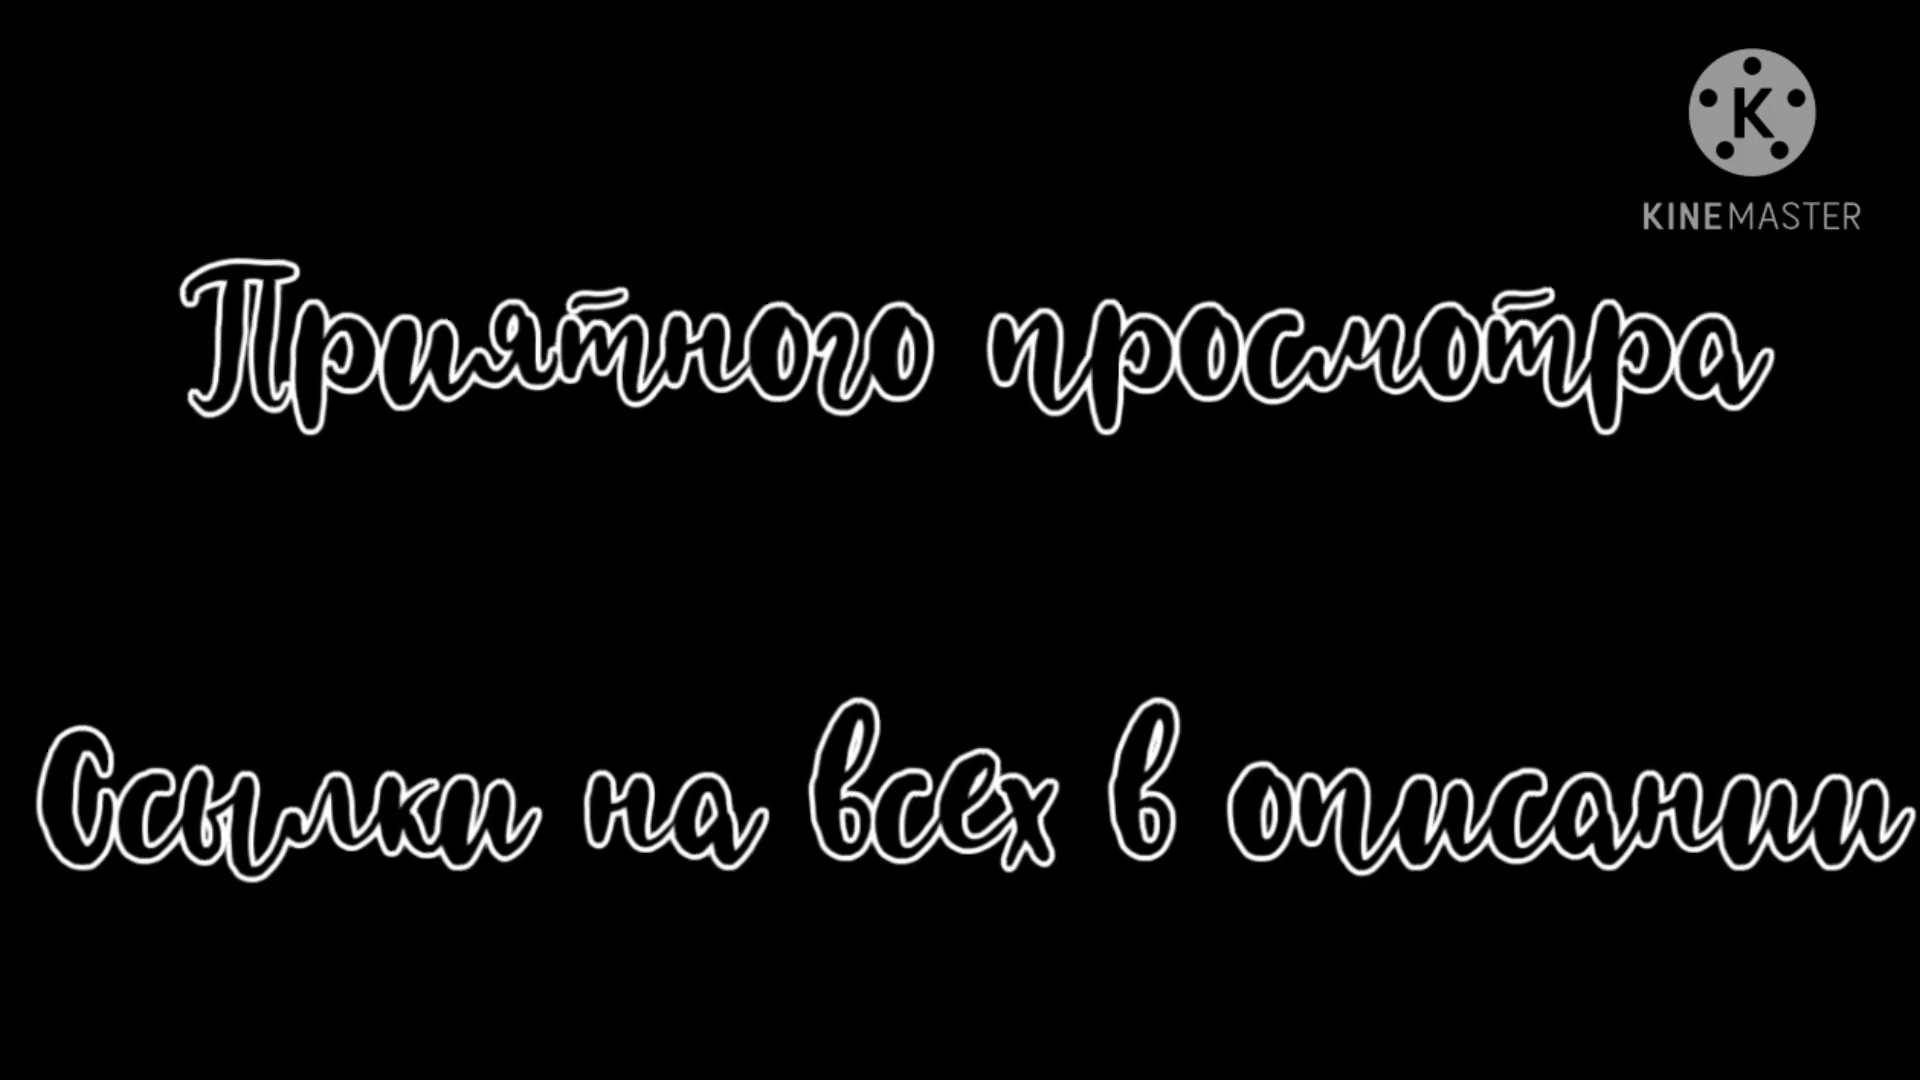 K
KINEMASTER
Приятного просмотра
Ссылки на всех в описании